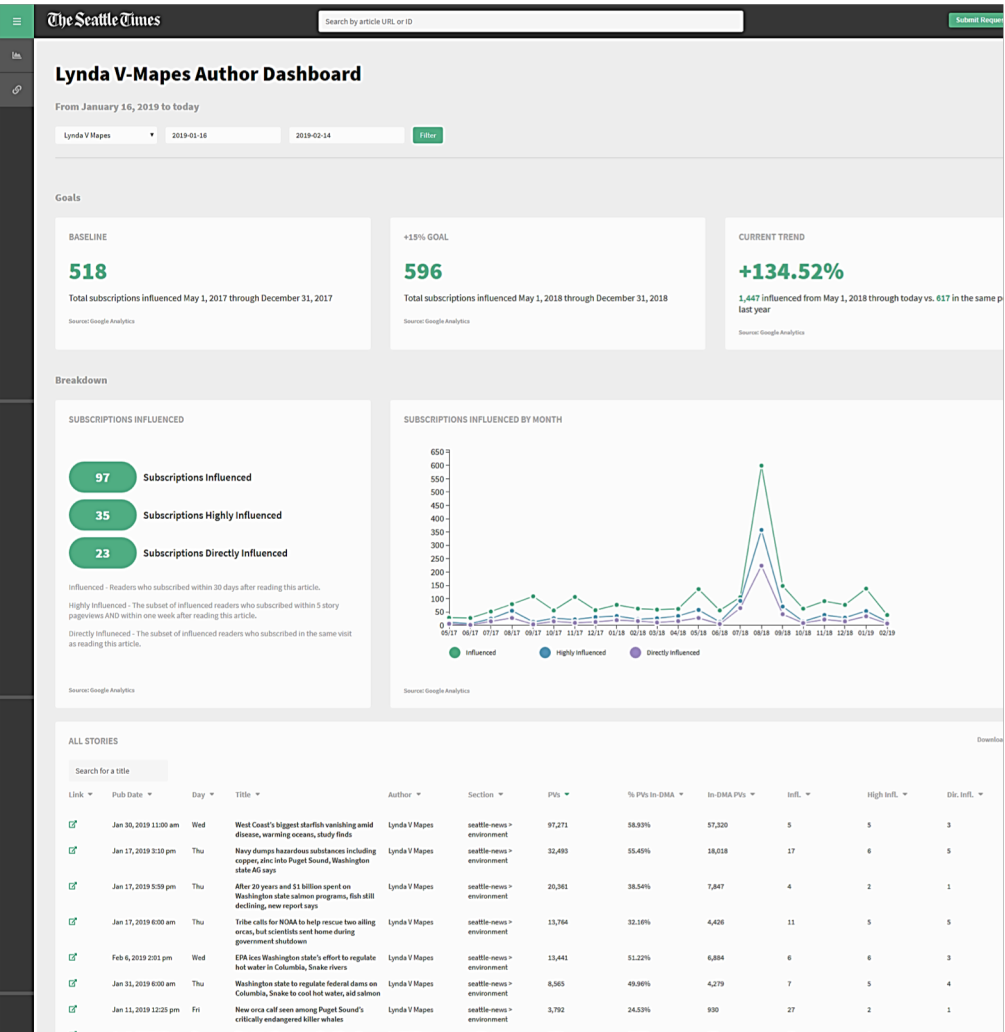 The Seattle Times
Search by article URL or ID
Submit
Lynda V-Mapes Author Dashboard
From January 16, 2019 to today
Lynda V Mapes 2019-01-16 2019-02-14 Filter
Goals
BASELINE
518
Total subscriptions influenced May 1, 2017 through December 31, 2017
Source: Google Analytics
+15% GOAL
596
Total subscriptions influenced May 1, 2018 through December 31, 2018
Source: Google Analytics
CURRENT TREND
+134.52%
1,447 influenced from May 1, 2018 through today vs. 617 in the same
last year
Source: Google Analytics
Breakdown
SUBSCRIPTIONS INFLUENCED
97 Subscriptions Influenced
35 Subscriptions Highly Influenced
23 Subscriptions Directly Influenced
Influenced - Readers who subscribed within 30 days after reading this article.
Highly Influenced - The subset of influenced readers who subscribed within 5 story
pageviews AND within one week after reading this article.
Directly Influenced - The subset of influenced readers who subscribed in the same visit
as reading this article.
Source: Google Analytics
SUBSCRIPTIONS INFLUENCED BY MONTH
650
600
550
500
450
400
350
300
250
200
150
100
50
0
05/17 06/17 07/17 08/17 09/17 10/17 11/17 12/17 01/18 02/18 03/18 04/18 05/18 06/18 07/18 08/18 09/18 10/18 11/18 12/18 01/19 02/19
Influenced Highly Influenced Directly Influenced
Source: Google Analytics
ALL STORIES
Search for a title
Link Pub Date Day Title Author Section PVs % PVs In-DMA In-DMA PVs Infl. High Infl. Dir. Infl.
Jan 30, 2019 11:00 am Wed West Coast's biggest starfish vanishing amid Lynda V Mapes seattle-news > 97,271 58.93% 57,320 5 5 3
disease, warming oceans, study finds environment
Jan 17, 2019 3:10 pm Thu Navy dumps hazardous substances including Lynda V Mapes seattle-news > 32,493 55.45% 18,018 17 6 5
copper, zinc into Puget Sound, Washington environment
state AG says
Jan 17, 2019 5:59 pm Thu After 20 years and $1 billion spent on Lynda V Mapes seattle-news > 20,361 38.54% 7,847 4 2 1
Washington state salmon programs, fish still environment
declining, new report says
Jan 17, 2019 6:00 am Thu Tribe calls for NOAA to help rescue two ailing Lynda V Mapes seattle-news > 13,764 32.16% 4,426 11 5 5
orcas, but scientists sent home during environment
government shutdown
Feb 6, 2019 2:01 pm Wed EPA ices Washington state's effort to regulate Lynda V Mapes seattle-news > 13,441 51.22% 6,884 6 6 3
hot water in Columbia, Snake rivers environment
Jan 31, 2019 6:00 am Thu Washington state to regulate federal dams on Lynda V Mapes seattle-news > 8,565 49.96% 4,279 7 5 4
Columbia, Snake to cool hot water, aid salmon environment
Jan 11, 2019 12:25 pm Fri New orca calf seen among Puget Sound's Lynda V Mapes seattle-news > 3,792 24.53% 930 27 2 1
critically endangered killer whales environment